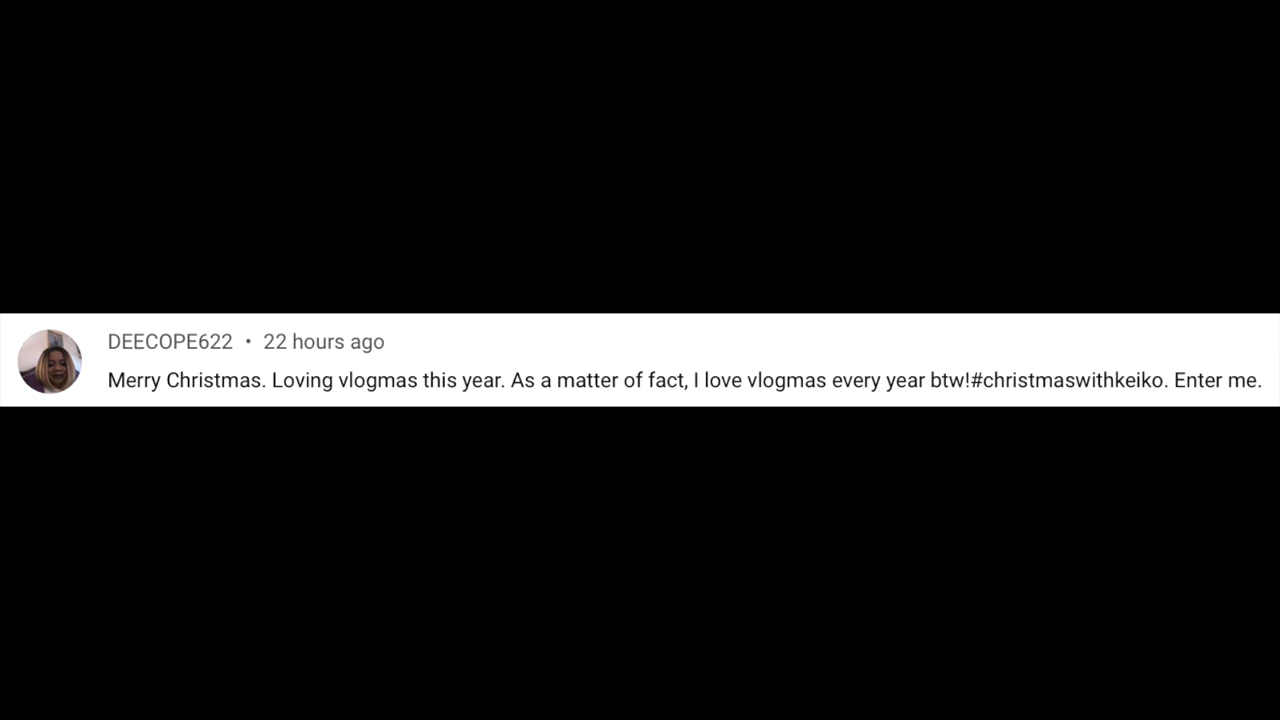 DEECOPE622 • 22 hours ago
Merry Christmas. Loving vlogmas this year. As a matter of fact, I love vlogmas every year btw!#christmaswithkeiko. Enter me.